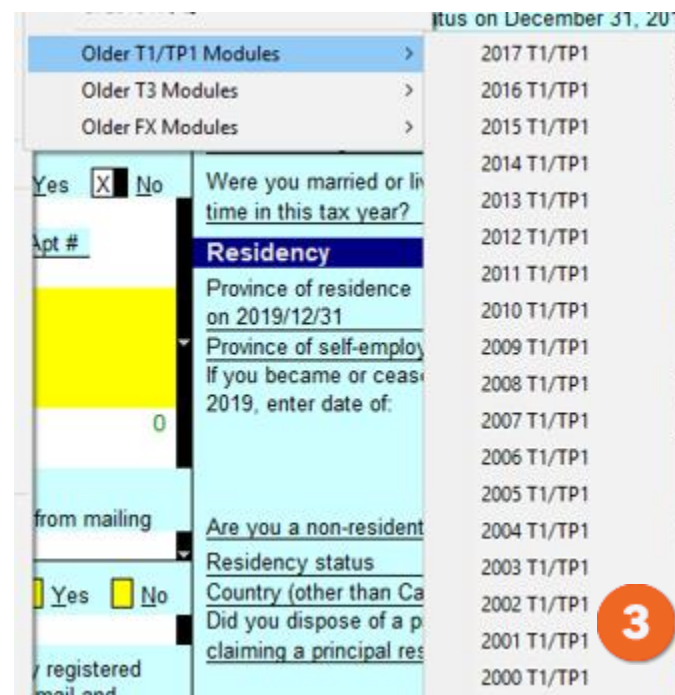 tus on December 31, 201
Older T1/TP1 Modules >
Older T3 Modules >
Older FX Modules >
2017 T1/TP1
2016 T1/TP1
2015 T1/TP1
2014 T1/TP1
2013 T1/TP1
2012 T1/TP1
2011 T1/TP1
2010 T1/TP1
2009 T1/TP1
2008 T1/TP1
2007 T1/TP1
2006 T1/TP1
2005 T1/TP1
2004 T1/TP1
2003 T1/TP1
2002 T1/TP1
2001 T1/TP1
2000 T1/TP1
3
Yes X No
Apt #
0
from mailing
Yes No
y registered
mail and
Were you married or liv
time in this tax year?
Residency
Province of residence
on 2019/12/31
Province of self-employ
If you became or cease
2019, enter date of:
Are you a non-resident
Residency status
Country (other than Ca
Did you dispose of a p
claiming a principal res